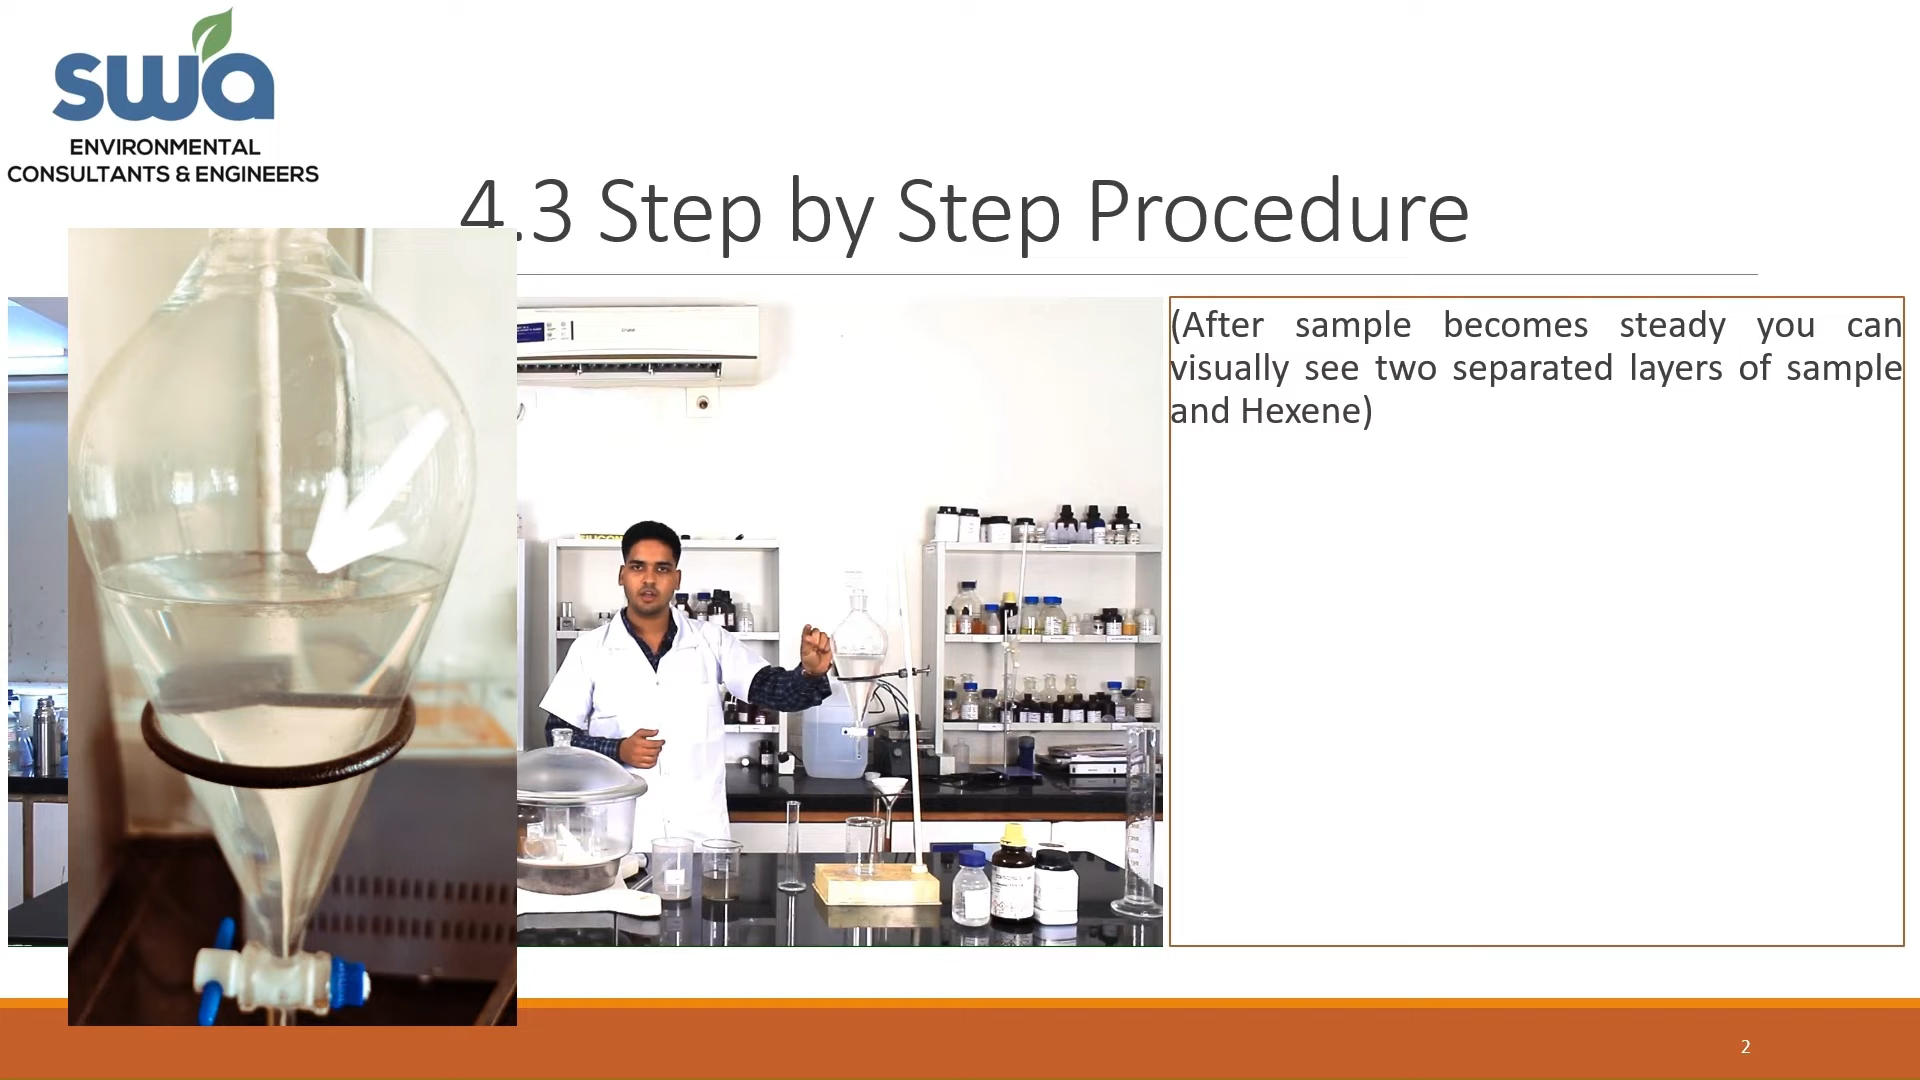 swa
ENVIRONMENTAL
CONSULTANTS & ENGINEERS
4.3 Step by Step Procedure
(After sample becomes steady you can
visually see two separated layers of sample
and Hexene)
2